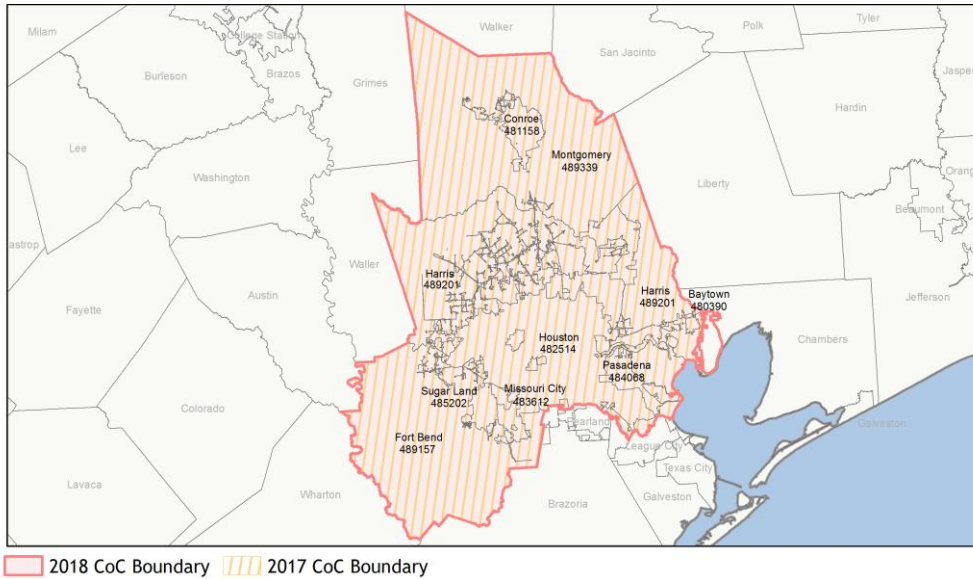 Milam
College Station
Walker
Polk
Tyler
San Jacinto
Burleson
Brazos
Grimes
Jasper
Hardin
Conroe
481158
Lee
Montgomery
489339
Washington
Liberty
Orang
Beaumont
astrop
Waller
Harris
489201
Harris
489201
Baytown
480390
Jefferson
Austin
Fayette
Chambers
Houston
482514
Pasadena
484068
Sugar Land
485202
Missouri City
483612
Colorado
Pearland
Galveston
Fort Bend
489157
League City
Texas City
Lavaca
Wharton
Brazoria
Galveston
2018 CoC Boundary
2017 CoC Boundary